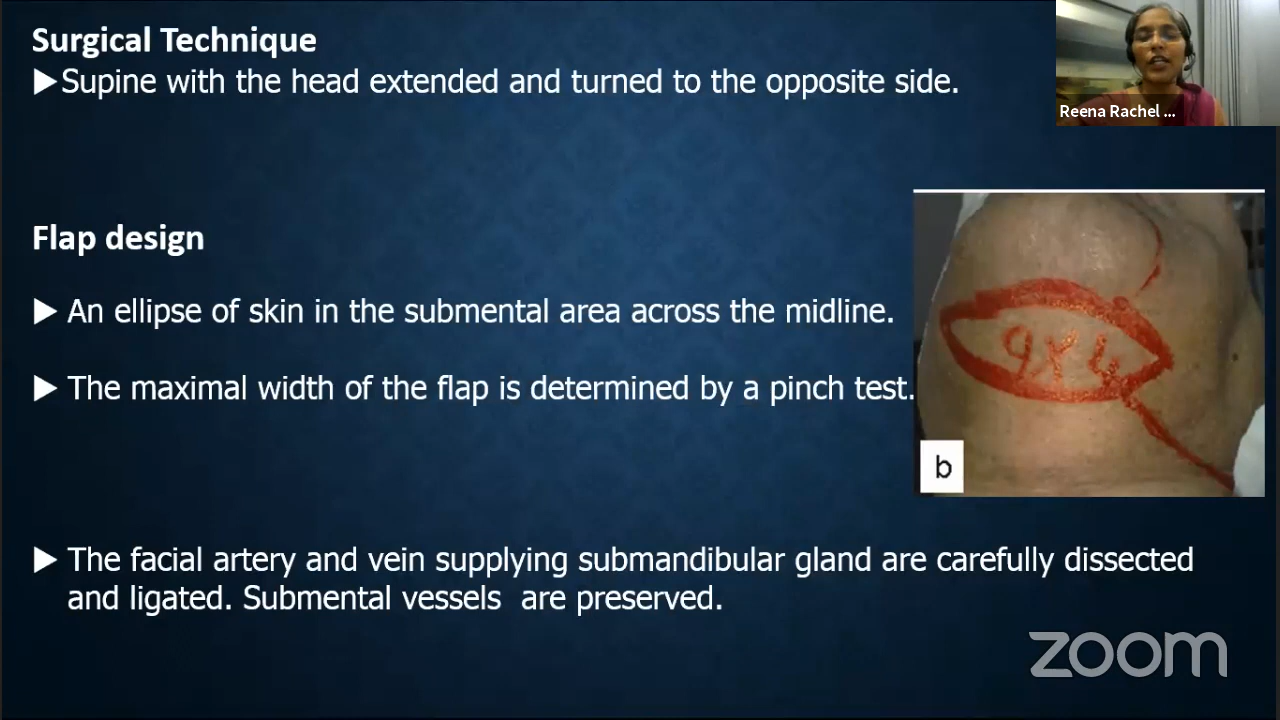 Surgical Technique
▶Supine with the head extended and turned to the opposite side.
Reena Rachel ...
Flap design
▶ An ellipse of skin in the submental area across the midline.
▶ The maximal width of the flap is determined by a pinch test.
9 x 4
b
▶ The facial artery and vein supplying submandibular gland are carefully dissected
and ligated. Submental vessels are preserved.
zoom